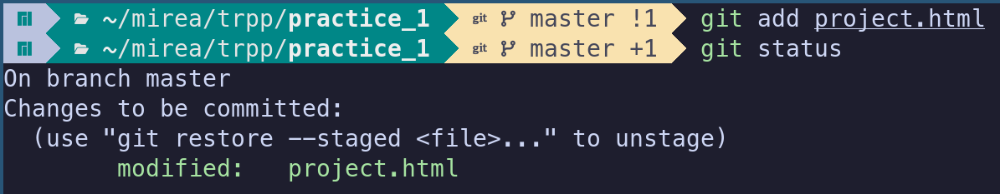 ~/mirea/trpp/practice_1 git master !1 git add project.html
~/mirea/trpp/practice_1 git master +1 git status
On branch master
Changes to be committed:
(use "git restore --staged <file>..." to unstage)
modified: project.html